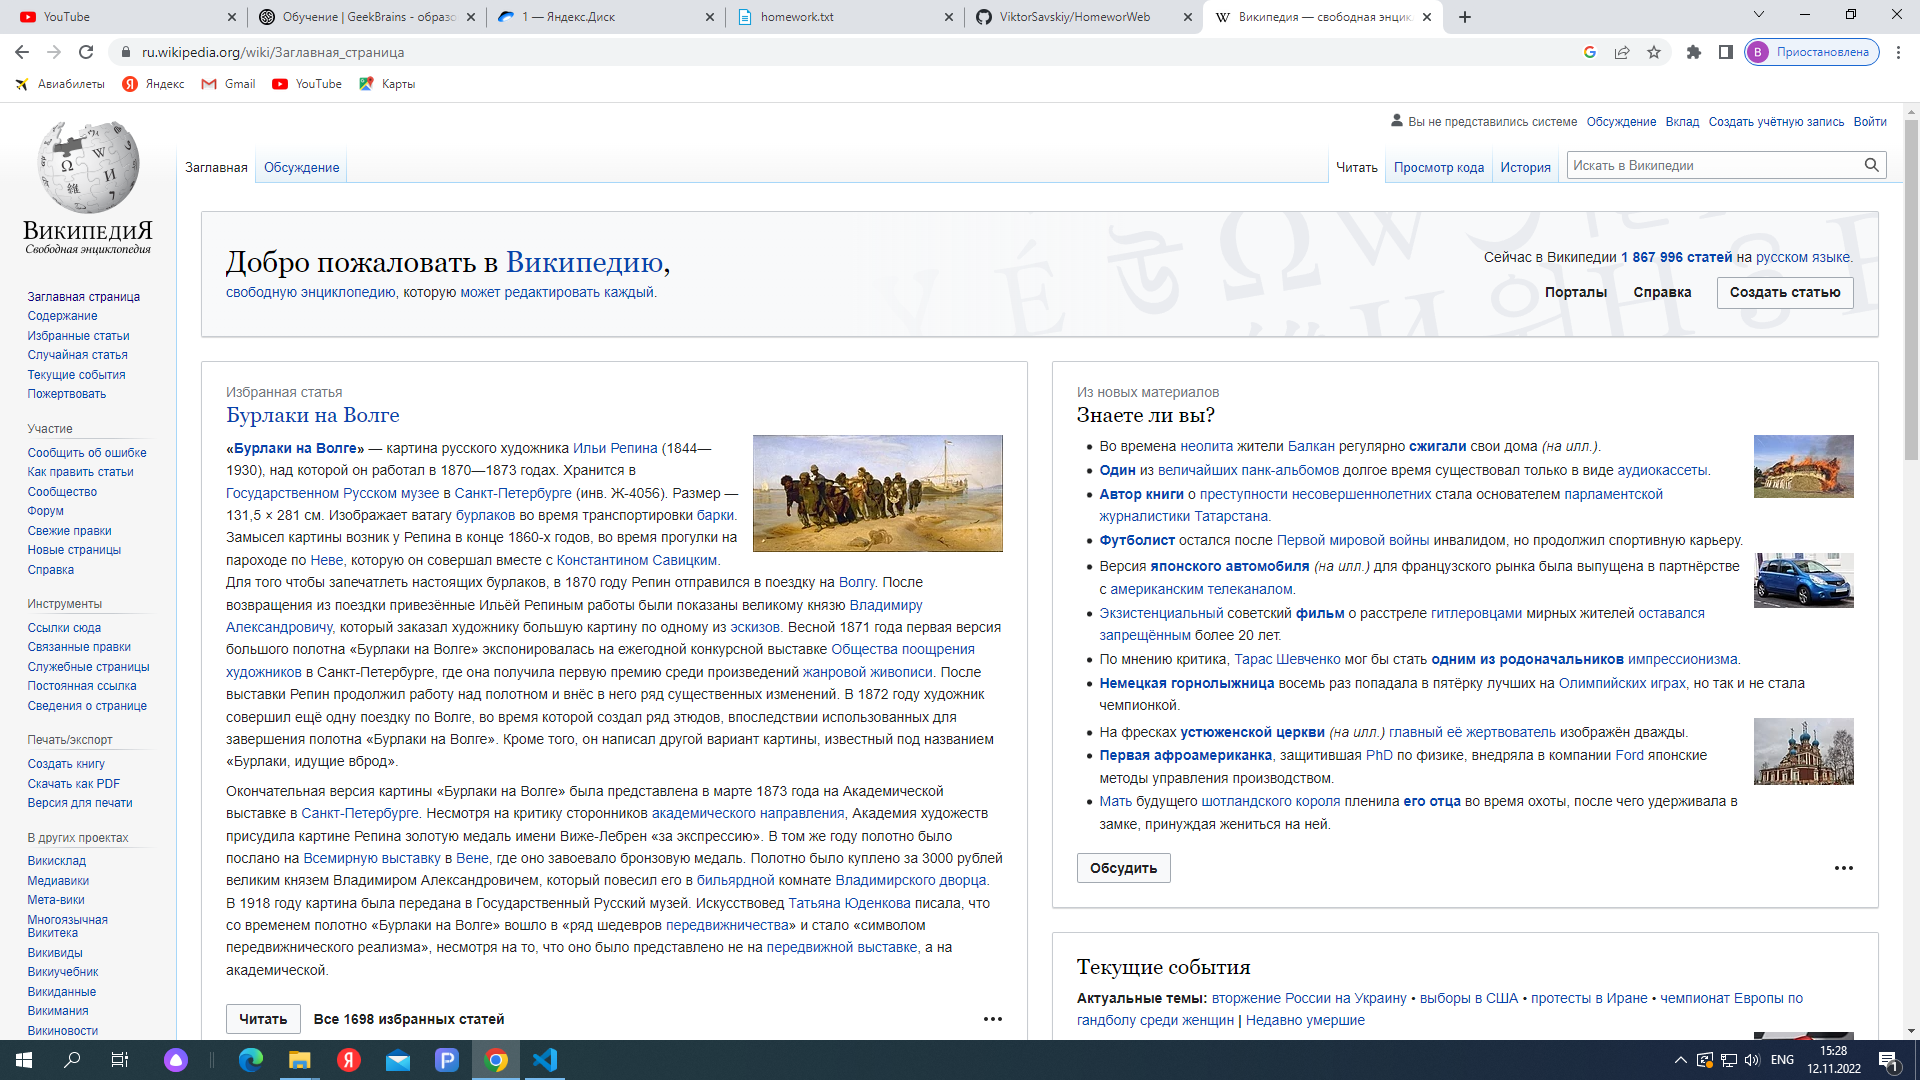 YouTube
Обучение | GeekBrains - образо
1 — Яндекс.Диск
homework.txt
ViktorSavskiy/HomeworWeb
Википедия — свободная энцик
ru.wikipedia.org/wiki/Заглавная_страница
В Приостановлена
Авиабилеты
Яндекс
Gmail
YouTube
Карты
Вы не представились системе Обсуждение Вклад Создать учётную запись Войти
Заглавная Обсуждение
Читать Просмотр кода История
Искать в Википедии
ВикипедиЯ
Свободная энциклопедия
Заглавная страница
Содержание
Избранные статьи
Случайная статья
Текущие события
Пожертвовать
Участие
Сообщить об ошибке
Как править статьи
Сообщество
Форум
Свежие правки
Новые страницы
Справка
Инструменты
Ссылки сюда
Связанные правки
Служебные страницы
Постоянная ссылка
Сведения о странице
Печать/экспорт
Создать книгу
Скачать как PDF
Версия для печати
В других проектах
Викисклад
Медиавики
Мета-вики
Многоязычная
Викитека
Викивиды
Викиучебник
Викиданные
Викимания
Викиновости
Добро пожаловать в Википедию,
свободную энциклопедию, которую может редактировать каждый.
Сейчас в Википедии 1 867 996 статей на русском языке.
Порталы Справка Создать статью
Избранная статья
Бурлаки на Волге
«Бурлаки на Волге» — картина русского художника Ильи Репина (1844—
1930), над которой он работал в 1870—1873 годах. Хранится в
Государственном Русском музее в Санкт-Петербурге (инв. Ж-4056). Размер —
131,5 × 281 см. Изображает ватагу бурлаков во время транспортировки барки.
Замысел картины возник у Репина в конце 1860-х годов, во время прогулки на
пароходе по Неве, которую он совершал вместе с Константином Савицким.
Для того чтобы запечатлеть настоящих бурлаков, в 1870 году Репин отправился в поездку на Волгу. После
возвращения из поездки привезённые Ильёй Репиным работы были показаны великому князю Владимиру
Александровичу, который заказал художнику большую картину по одному из эскизов. Весной 1871 года первая версия
большого полотна «Бурлаки на Волге» экспонировалась на ежегодной конкурсной выставке Общества поощрения
художников в Санкт-Петербурге, где она получила первую премию среди произведений жанровой живописи. После
выставки Репин продолжил работу над полотном и внёс в него ряд существенных изменений. В 1872 году художник
совершил ещё одну поездку по Волге, во время которой создал ряд этюдов, впоследствии использованных для
завершения полотна «Бурлаки на Волге». Кроме того, он написал другой вариант картины, известный под названием
«Бурлаки, идущие вброд».
Окончательная версия картины «Бурлаки на Волге» была представлена в марте 1873 года на Академической
выставке в Санкт-Петербурге. Несмотря на критику сторонников академического направления, Академия художеств
присудила картине Репина золотую медаль имени Виже-Лебрен «за экспрессию». В том же году полотно было
послано на Всемирную выставку в Вене, где оно завоевало бронзовую медаль. Полотно было куплено за 3000 рублей
великим князем Владимиром Александровичем, который повесил его в бильярдной комнате Владимирского дворца.
В 1918 году картина была передана в Государственный Русский музей. Искусствовед Татьяна Юденкова писала, что
со временем полотно «Бурлаки на Волге» вошло в «ряд шедевров передвижничества» и стало «символом
передвижнического реализма», несмотря на то, что оно было представлено не на передвижной выставке, а на
академической.
Читать Все 1698 избранных статей
Из новых материалов
Знаете ли вы?
Во времена неолита жители Балкан регулярно сжигали свои дома (на илл.).
Один из величайших панк-альбомов долгое время существовал только в виде аудиокассеты.
Автор книги о преступности несовершеннолетних стала основателем парламентской
журналистики Татарстана.
Футболист остался после Первой мировой войны инвалидом, но продолжил спортивную карьеру.
Версия японского автомобиля (на илл.) для французского рынка была выпущена в партнёрстве
с американским телеканалом.
Экзистенциальный советский фильм о расстреле гитлеровцами мирных жителей оставался
запрещённым более 20 лет.
По мнению критика, Тарас Шевченко мог бы стать одним из родоначальников импрессионизма.
Немецкая горнолыжница восемь раз попадала в пятёрку лучших на Олимпийских играх, но так и не стала
чемпионкой.
На фресках устюженской церкви (на илл.) главный её жертвователь изображён дважды.
Первая афроамериканка, защитившая PhD по физике, внедряла в компании Ford японские
методы управления производством.
Мать будущего шотландского короля пленила его отца во время охоты, после чего удерживала в
замке, принуждая жениться на ней.
Обсудить
Текущие события
Актуальные темы: вторжение России на Украину • выборы в США • протесты в Иране • чемпионат Европы по
гандболу среди женщин | Недавно умершие
ENG
15:28
12.11.2022
1